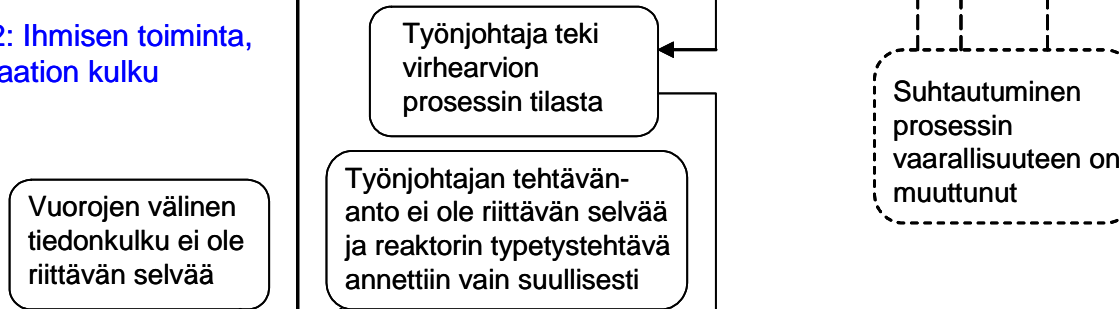 2: Ihmisen toiminta,
aation kulku
Työnjohtaja teki
virhearvion
prosessin tilasta
Suhtautuminen
prosessin
vaarallisuuteen on
muuttunut
Vuorojen välinen
tiedonkulku ei ole
riittävän selvää
Työnjohtajan tehtävän-
anto ei ole riittävän selvää
ja reaktorin typetystehtävä
annettiin vain suullisesti